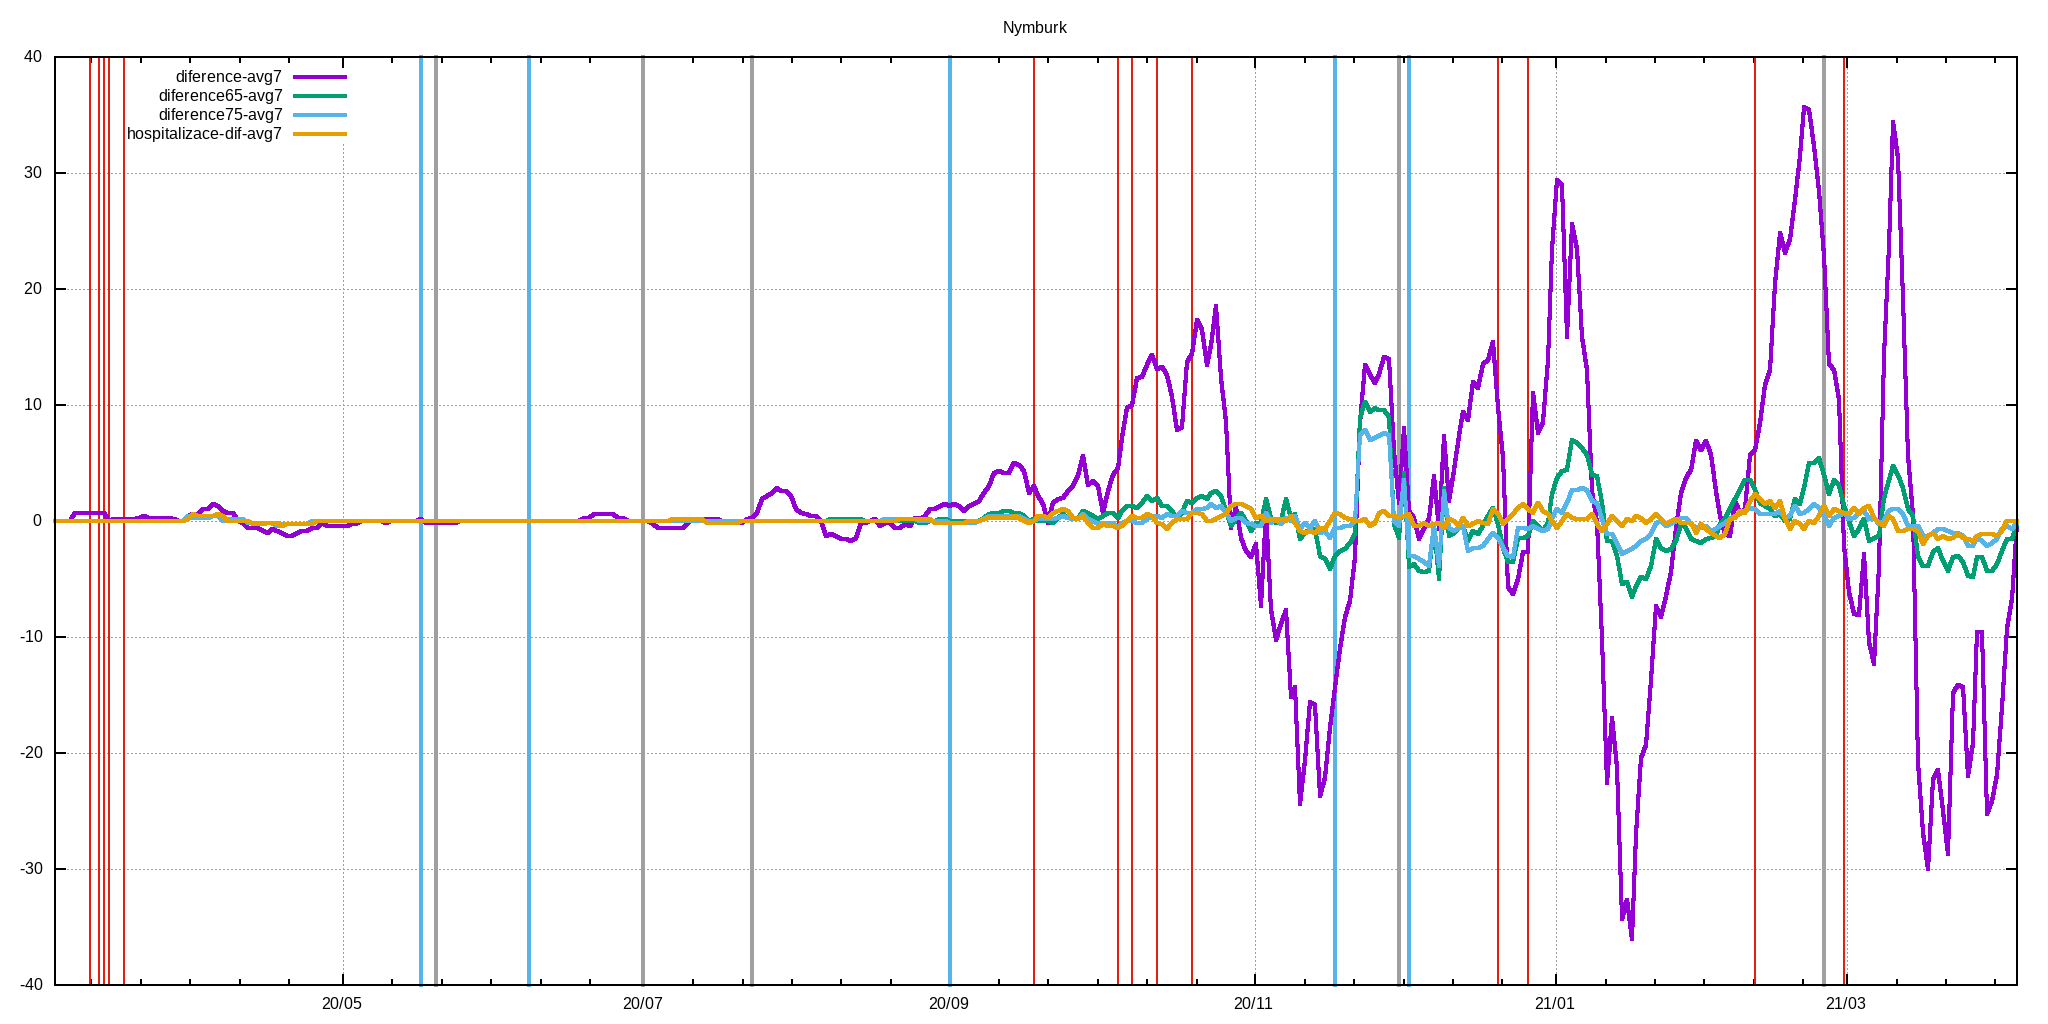 Nymburk
40
diference-avg7
diference65-avg7
diference75-avg7
hospitalizace-dif-avg7
30
20
10
0
-10
-20
-30
-40
20/05 20/07 20/09 20/11 21/01 21/03